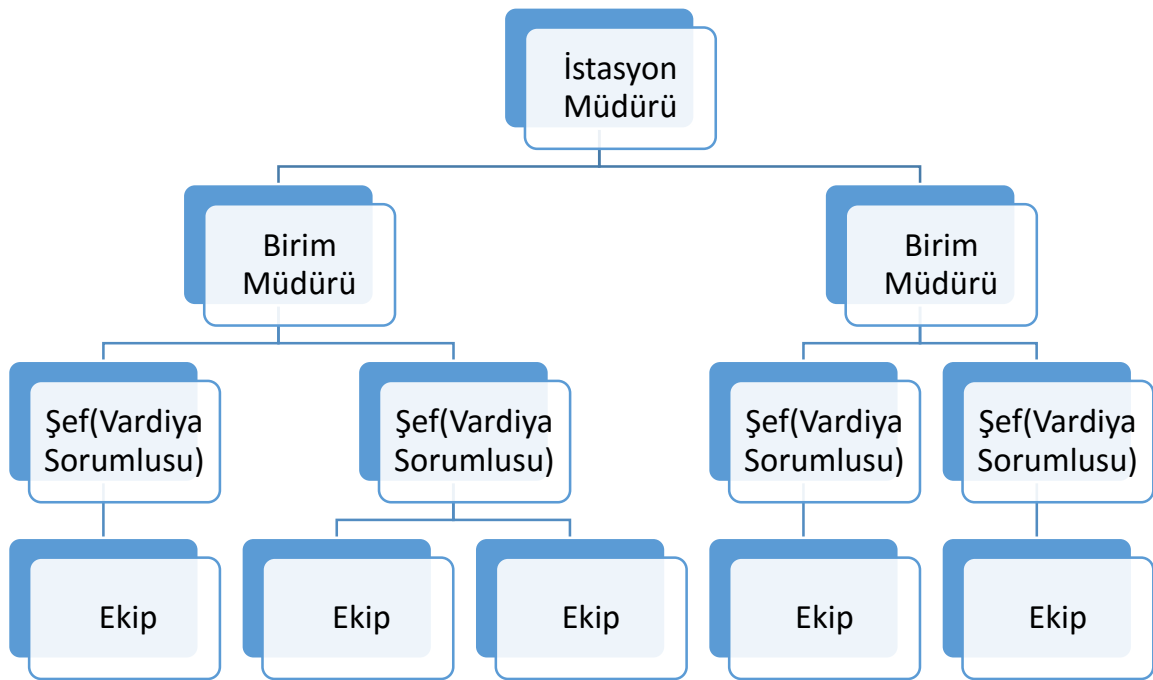 İstasyon
Müdürü
Birim
Müdürü
Birim
Müdürü
Şef(Vardiya
Sorumlusu)
Şef(Vardiya
Sorumlusu)
Şef(Vardiya
Sorumlusu)
Şef(Vardiya
Sorumlusu)
Ekip
Ekip
Ekip
Ekip
Ekip